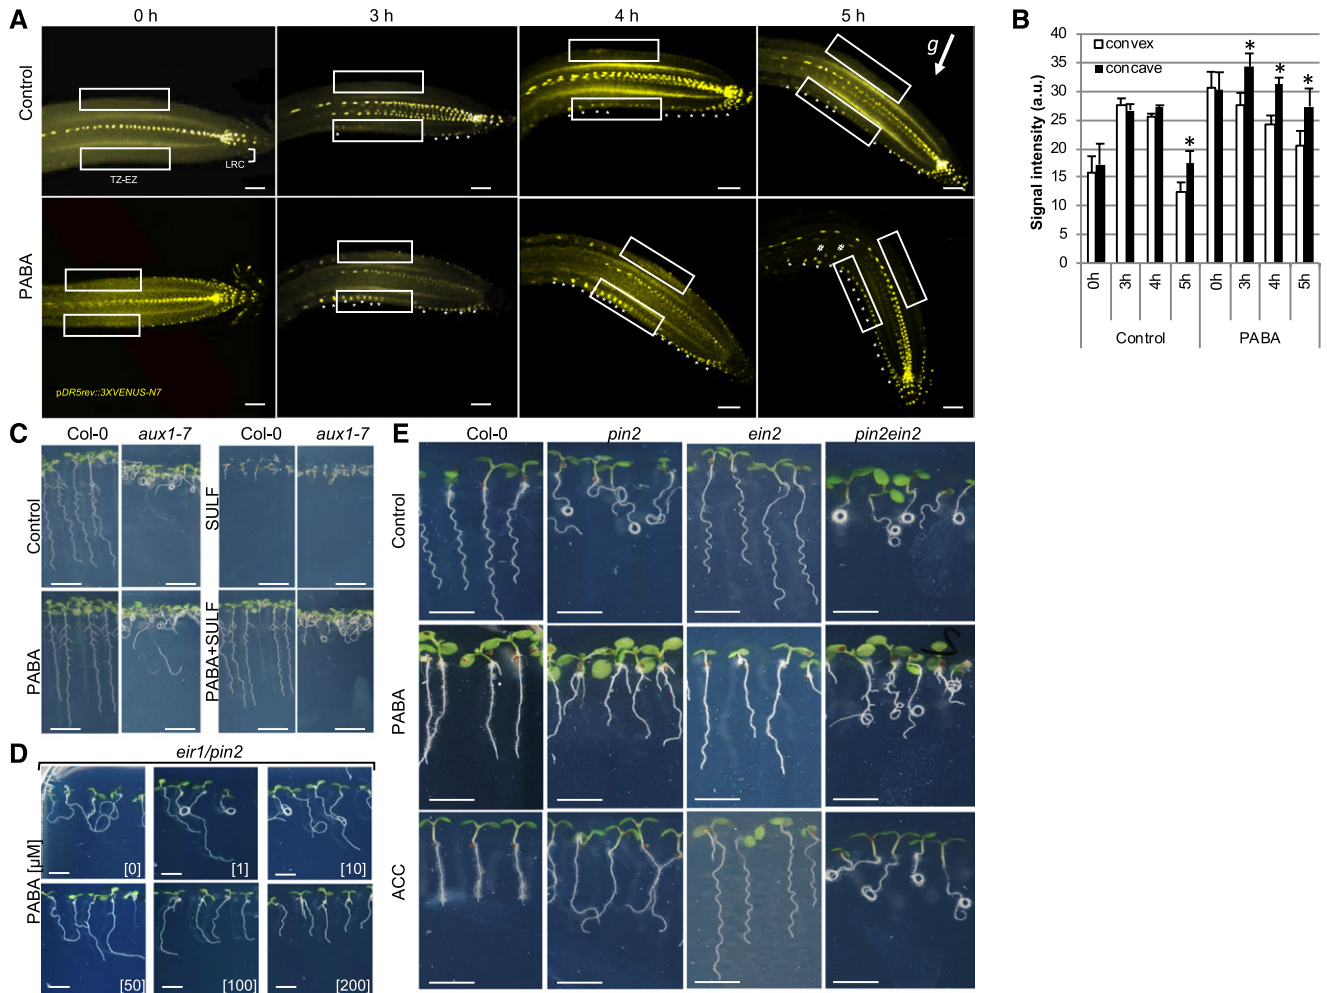 A
0 h 3 h 4 h 5 h
Control
g
LRC
TZ-EZ
PABA
# #
pDR5rev::3XVENUS-N7
B
Signal intensity (a.u.)
40
35
30
25
20
15
10
5
0
convex
concave
* * * *
0h 3h 4h 5h 0h 3h 4h 5h
Control PABA
C
Col-0 aux1-7 Col-0 aux1-7
Control SULF
PABA PABA+SULF
D
eir1/pin2
PABA [µM]
[0] [1] [10]
[50] [100] [200]
E
Col-0 pin2 ein2 pin2ein2
Control
PABA
ACC